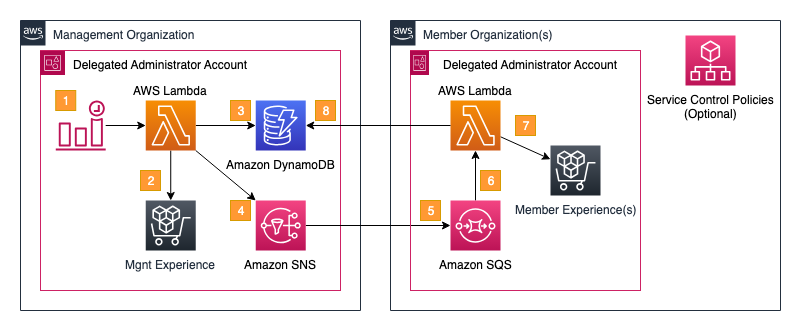 aws
Management Organization
Delegated Administrator Account
1
AWS Lambda
3
8
Amazon DynamoDB
2
4
Mgnt Experience
Amazon SNS
aws
Member Organization(s)
Delegated Administrator Account
AWS Lambda
7
6
5
Member Experience(s)
Amazon SQS
Service Control Policies
(Optional)